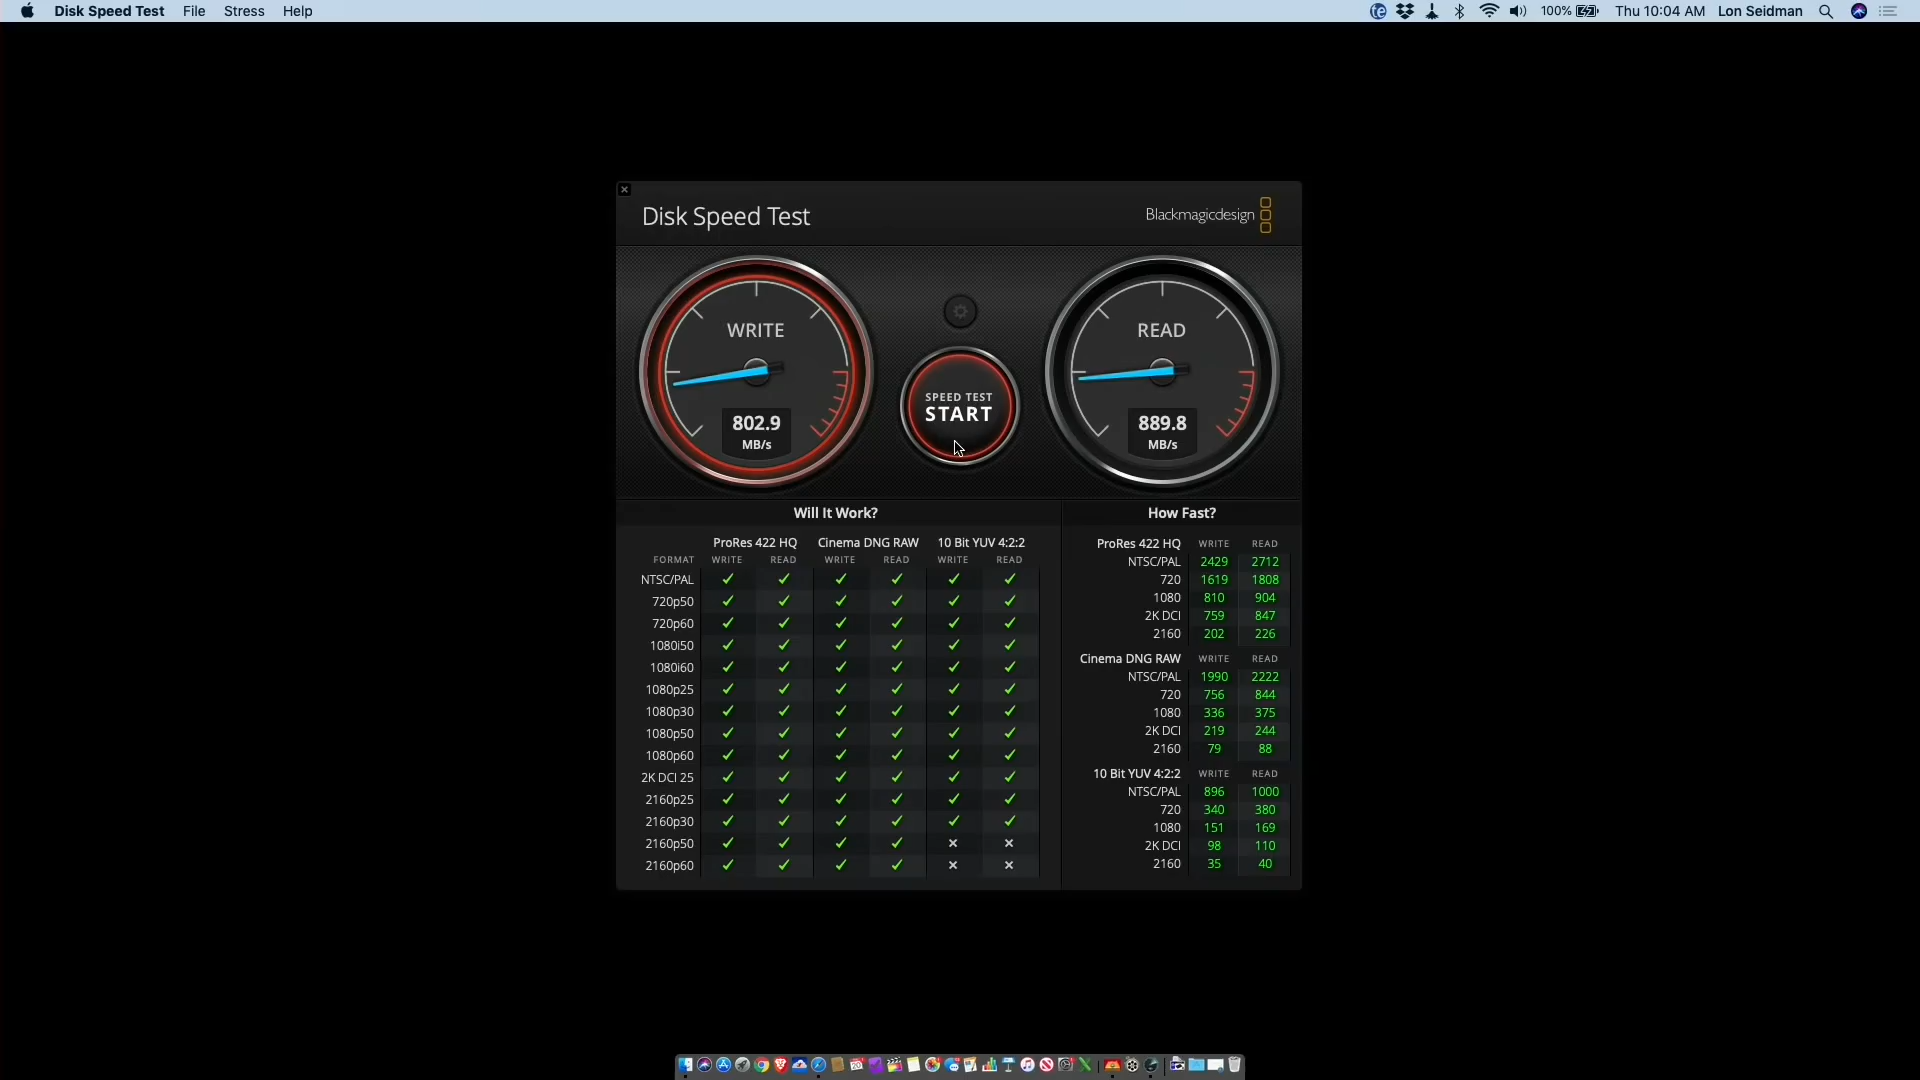 Disk Speed Test File Stress Help
100% Thu 10:04 AM Lon Seidman
Disk Speed Test
Blackmagicdesign
WRITE
802.9
MB/s
SPEED TEST
START
READ
889.8
MB/s
Will It Work?
ProRes 422 HQ Cinema DNG RAW 10 Bit YUV 4:2:2
FORMAT WRITE READ WRITE READ WRITE READ
NTSC/PAL ✓ ✓ ✓ ✓ ✓ ✓
720p50 ✓ ✓ ✓ ✓ ✓ ✓
720p60 ✓ ✓ ✓ ✓ ✓ ✓
1080i50 ✓ ✓ ✓ ✓ ✓ ✓
1080i60 ✓ ✓ ✓ ✓ ✓ ✓
1080p25 ✓ ✓ ✓ ✓ ✓ ✓
1080p30 ✓ ✓ ✓ ✓ ✓ ✓
1080p50 ✓ ✓ ✓ ✓ ✓ ✓
1080p60 ✓ ✓ ✓ ✓ ✓ ✓
2K DCI 25 ✓ ✓ ✓ ✓ ✓ ✓
2160p25 ✓ ✓ ✓ ✓ ✓ ✓
2160p30 ✓ ✓ ✓ ✓ ✓ ✓
2160p50 ✓ ✓ ✓ ✓ × ×
2160p60 ✓ ✓ ✓ ✓ × ×
How Fast?
ProRes 422 HQ WRITE READ
NTSC/PAL 2429 2712
720 1619 1808
1080 810 904
2K DCI 759 847
2160 202 226
Cinema DNG RAW WRITE READ
NTSC/PAL 1990 2222
720 756 844
1080 336 375
2K DCI 219 244
2160 79 88
10 Bit YUV 4:2:2 WRITE READ
NTSC/PAL 896 1000
720 340 380
1080 151 169
2K DCI 98 110
2160 35 40